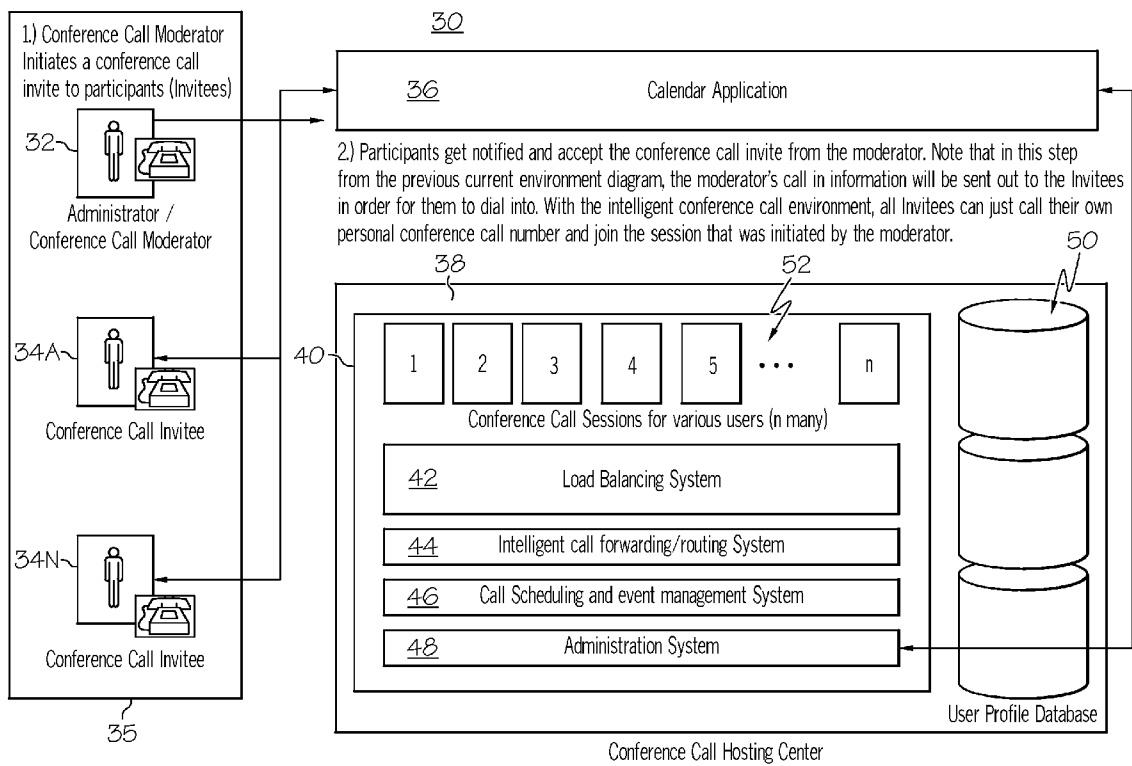 30
1.) Conference Call Moderator
Initiates a conference call
invite to participants (Invitees)
32
Administrator /
Conference Call Moderator
34A
Conference Call Invitee
34N
Conference Call Invitee
35
36 Calendar Application
2.) Participants get notified and accept the conference call invite from the moderator. Note that in this step
from the previous current environment diagram, the moderator's call in information will be sent out to the Invitees
in order for them to dial into. With the intelligent conference call environment, all Invitees can just call their own
personal conference call number and join the session that was initiated by the moderator.
38
52
50
40
1 2 3 4 5 ••• n
Conference Call Sessions for various users (n many)
42 Load Balancing System
44 Intelligent call forwarding/routing System
46 Call Scheduling and event management System
48 Administration System
User Profile Database
Conference Call Hosting Center